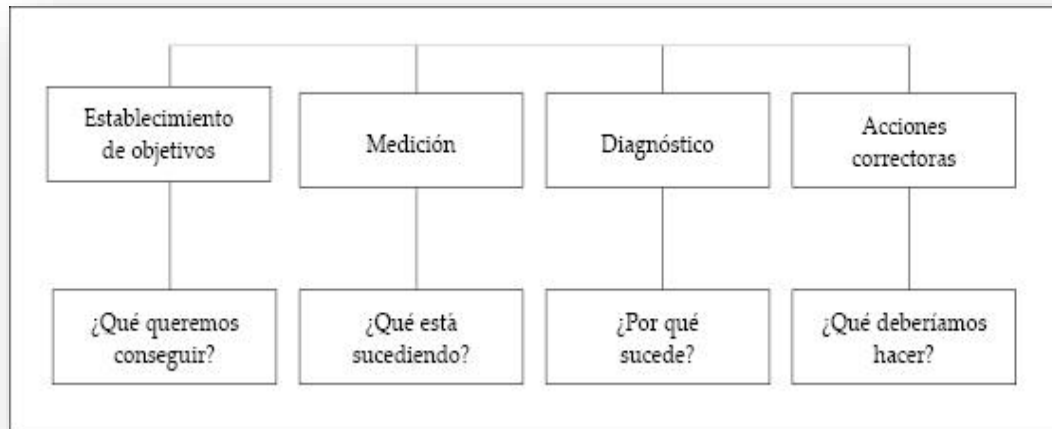 Establecimiento
de objetivos
Medición
Diagnóstico
Acciones
correctoras
¿Qué queremos
conseguir?
¿Qué está
sucediendo?
¿Por qué
sucede?
¿Qué deberíamos
hacer?